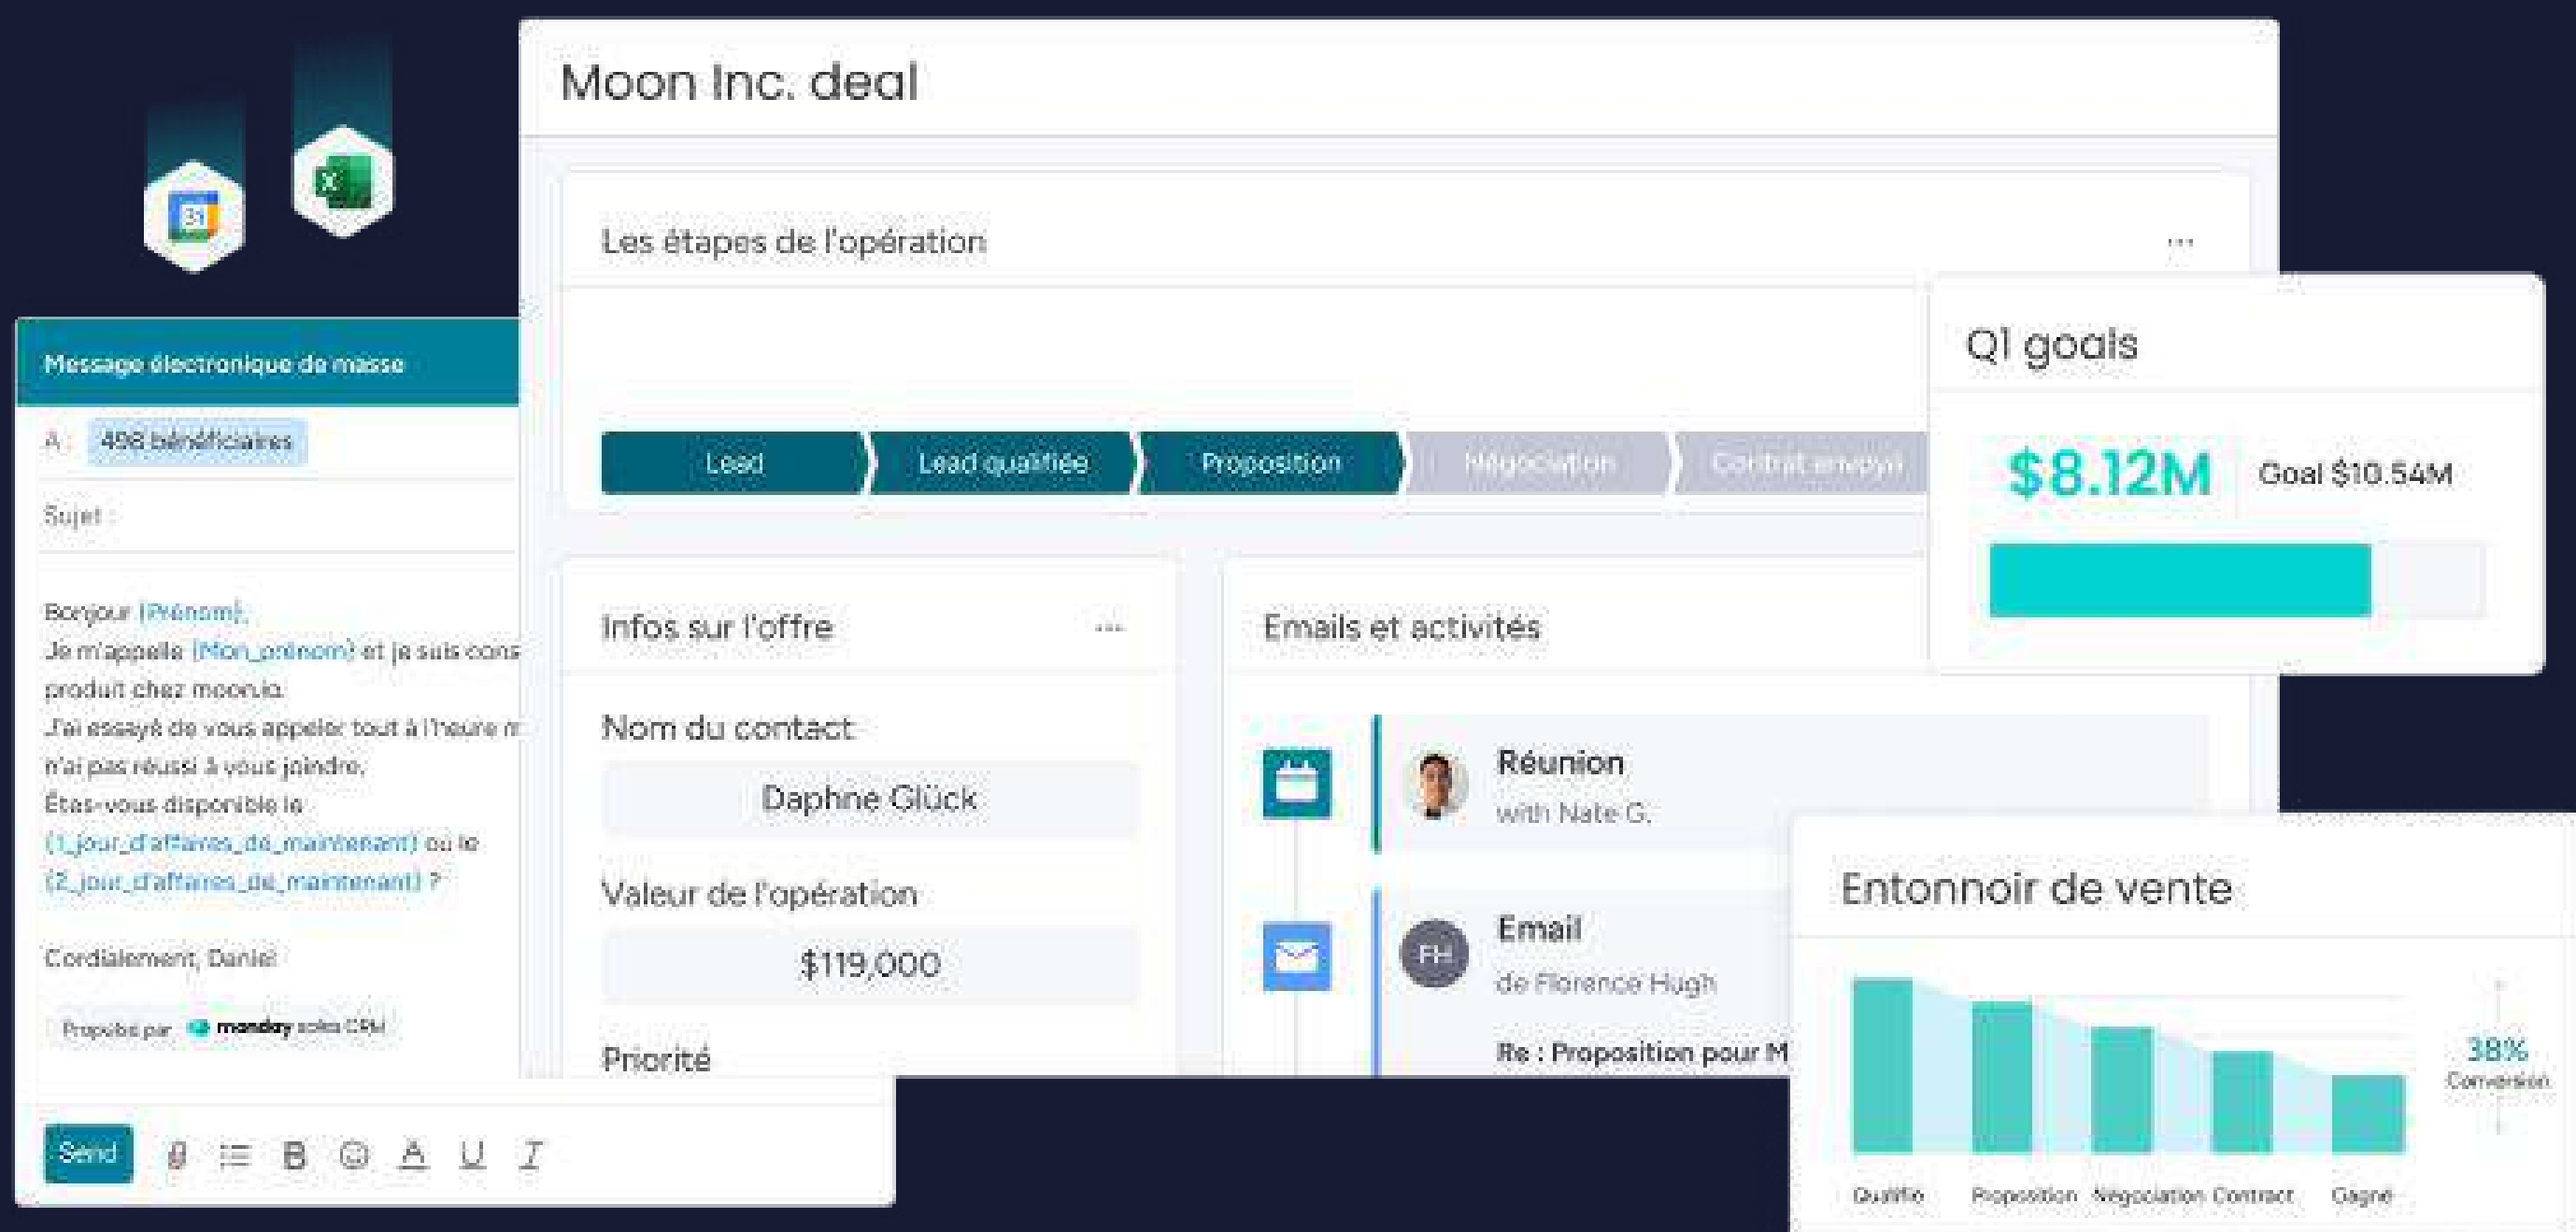 Moon Inc. deal
31
X
Les étapes de l'opération
Lead
Lead qualifiée
Proposition
Négociation
Contrat envoyé
Q1 goals
$8.12M
Goal $10.54M
Message électronique de masse
A :
498 bénéficiaires
Sujet :
Bonjour {Prénom},
Je m'appelle {Mon_prénom} et je suis cons
produit chez moon.io.
J'ai essayé de vous appeler tout à l'heure m
n'ai pas réussi à vous joindre.
Êtes-vous disponible le
{1_jour_d'affaires_de_maintenant} ou le
{2_jour_d'affaires_de_maintenant} ?
Cordialement, Daniel
Propulsé par monday sales CRM
Send
B
A
U
I
Infos sur l'offre
Nom du contact
Daphne Glück
Valeur de l'opération
$119,000
Priorité
Emails et activités
Réunion
with Nate G.
FH
Email
de Florence Hugh
Re : Proposition pour M
Entonnoir de vente
38%
Conversion
Qualifié
Proposition
Négociation
Contract
Gagné